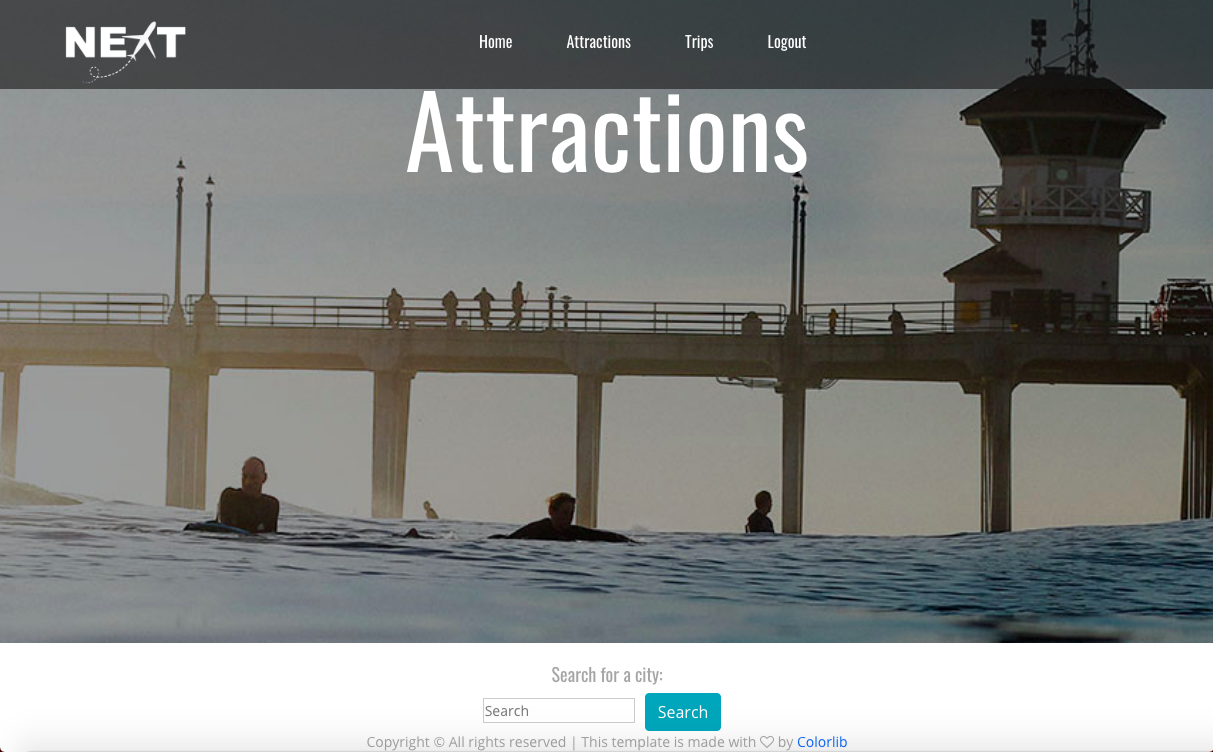 NEXT
Home Attractions Trips Logout
Attractions
Search for a city:
Search Search
Copyright © All rights reserved | This template is made with ♡ by Colorlib